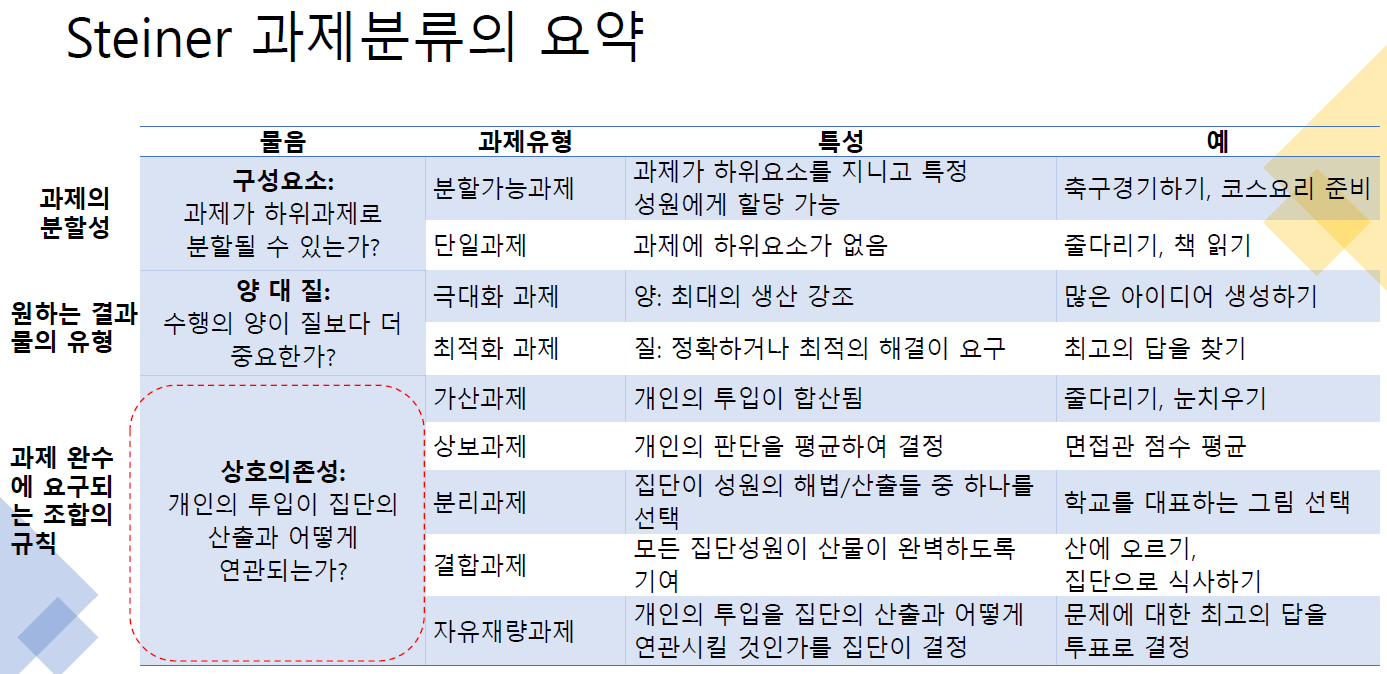 Steiner 과제분류의 요약
물음 과제유형 특성 예
과제의
분할성
구성요소:
과제가 하위과제로
분할될 수 있는가?
분할가능과제
과제가 하위요소를 지니고 특정
성원에게 할당 가능
축구경기하기, 코스요리 준비
단일과제
과제에 하위요소가 없음
줄다리기, 책 읽기
원하는 결과
물의 유형
양 대 질:
수행의 양이 질보다 더
중요한가?
극대화 과제
양: 최대의 생산 강조
많은 아이디어 생성하기
최적화 과제
질: 정확하거나 최적의 해결이 요구
최고의 답을 찾기
과제 완수
에 요구되
는 조합의
규칙
상호의존성:
개인의 투입이 집단의
산출과 어떻게
연관되는가?
가산과제
개인의 투입이 합산됨
줄다리기, 눈치우기
상보과제
개인의 판단을 평균하여 결정
면접관 점수 평균
분리과제
집단이 성원의 해법/산출들 중 하나를
선택
학교를 대표하는 그림 선택
결합과제
모든 집단성원이 산물이 완벽하도록
기여
산에 오르기,
집단으로 식사하기
자유재량과제
개인의 투입을 집단의 산출과 어떻게
연관시킬 것인가를 집단이 결정
문제에 대한 최고의 답을
투표로 결정